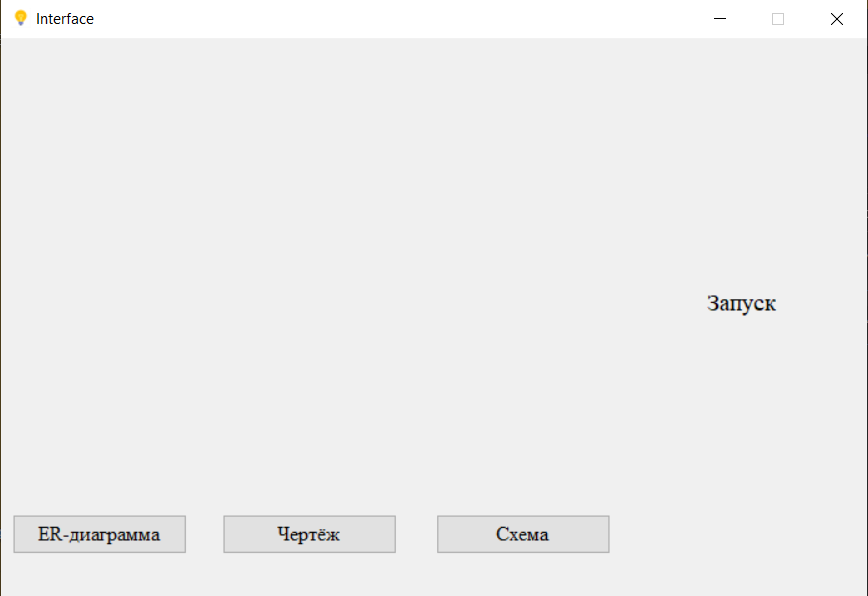 Interface
Запуск
ER-диаграмма
Чертёж
Схема